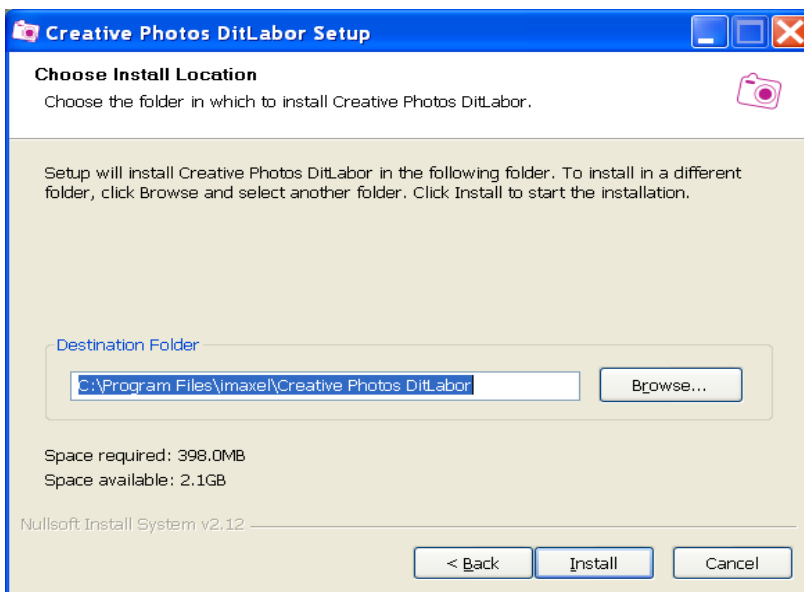 Creative Photos DitLabor Setup
Choose Install Location
Choose the folder in which to install Creative Photos DitLabor.
Setup will install Creative Photos DitLabor in the following folder. To install in a different
folder, click Browse and select another folder. Click Install to start the installation.
Destination Folder
C:\Program Files\imaxel\Creative Photos DitLabor
Browse...
Space required: 398.0MB
Space available: 2.1GB
Nullsoft Install System v2.12
< Back Install Cancel